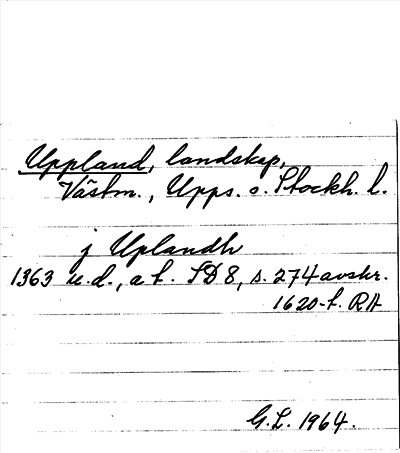 Uppland, landskap,
Västm., Upps. o. Stockh. l.
j Uplandh
1363 u.d., a t. SD 8, s. 274 avskr.
1620-t. RA
G.L. 1964.